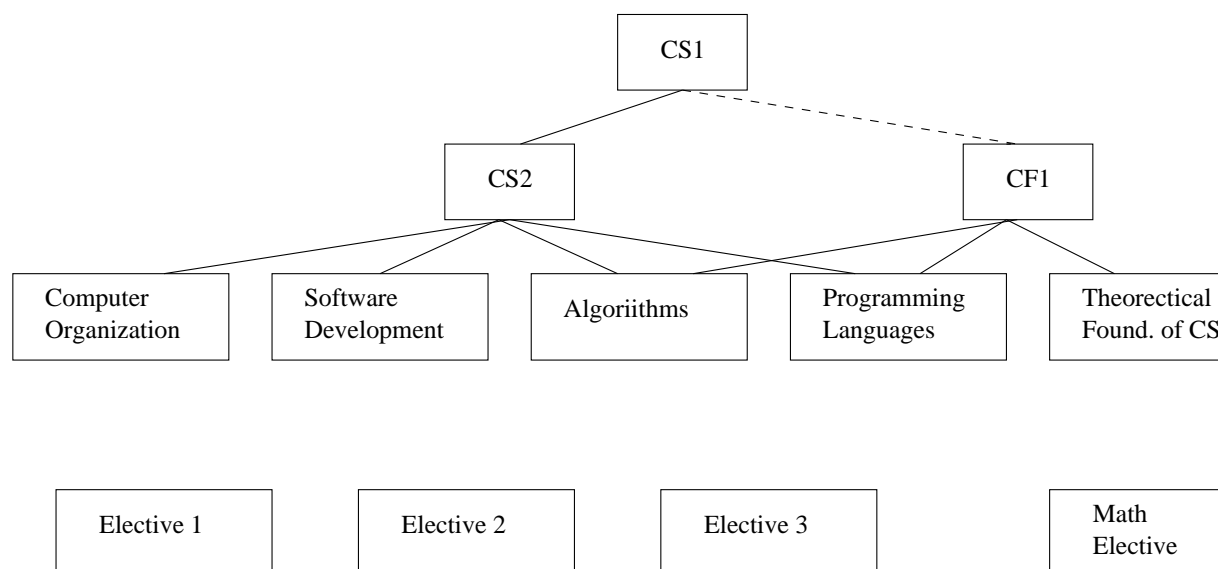 CS1
CS2
CF1
Computer
Organization
Software
Development
Algoriithms
Programming
Languages
Theorectical
Found. of CS
Elective 1
Elective 2
Elective 3
Math
Elective